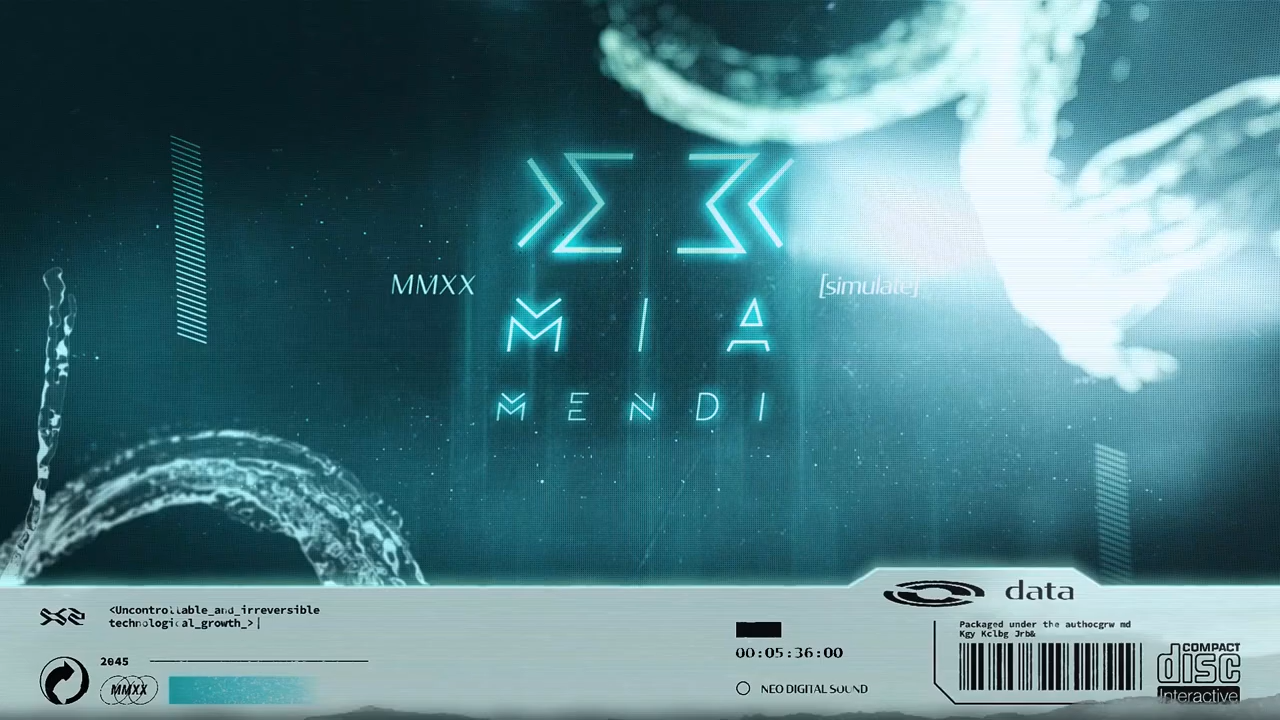 MMXX
[simulate]
MIA
MENDI
data
<Uncontrollable_and_irreversible
technological_growth_>|
2045
MMXX
00:05:36:00
NEO DIGITAL SOUND
Packaged under the authocgrw md
Kgy Kclbg Jrb&
COMPACT
disc
Interactive